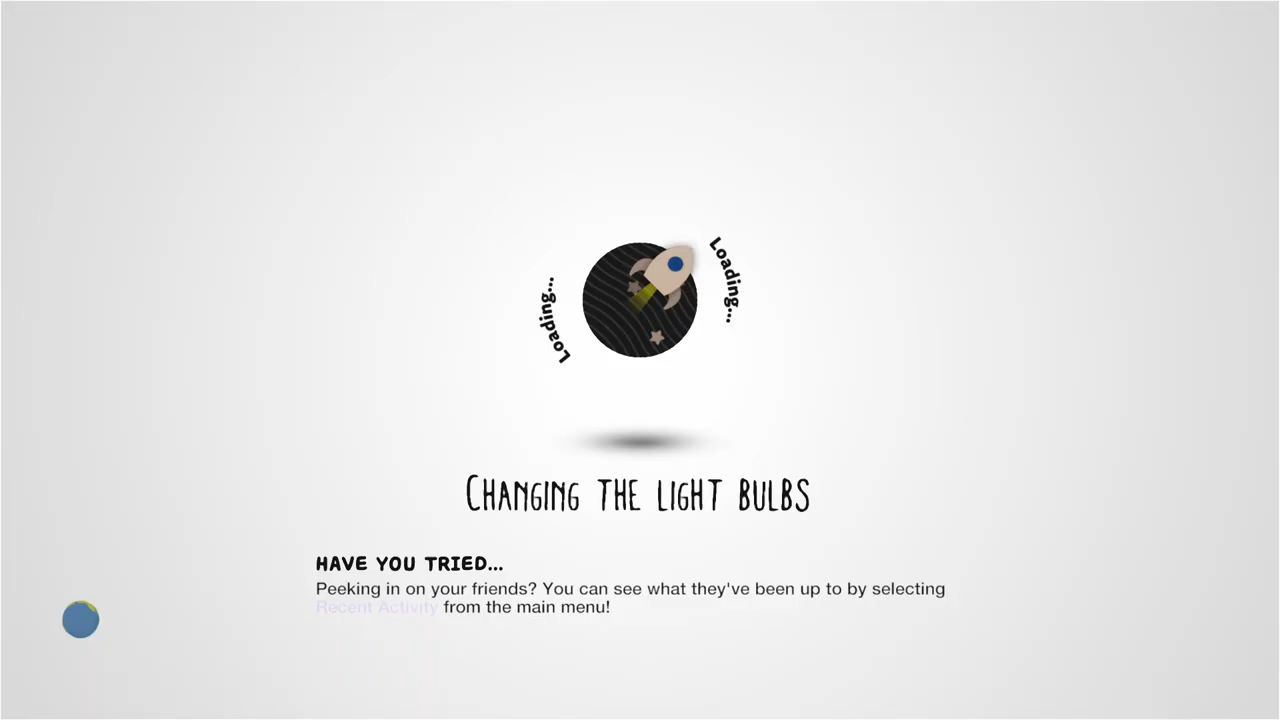 Loading...
Loading...
CHANGING THE LIGHT BULBS
HAVE YOU TRIED...
Peeking in on your friends? You can see what they've been up to by selecting
Recent Activity from the main menu!